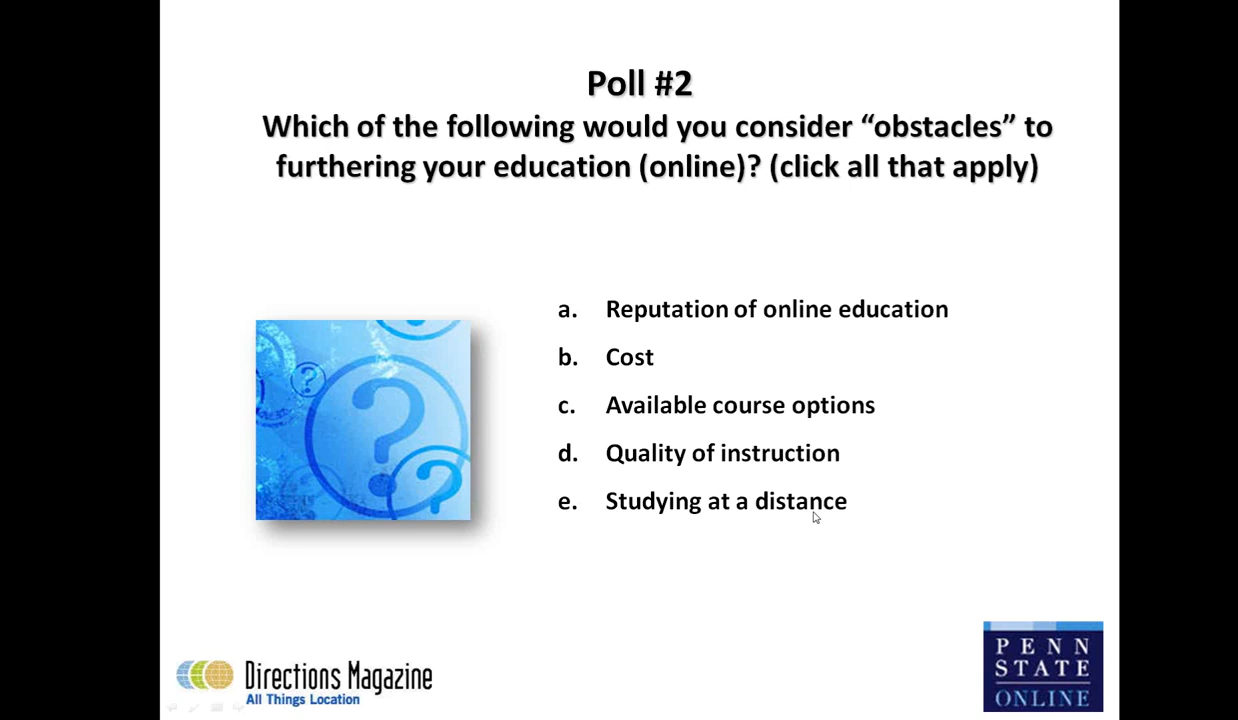 Poll #2
Which of the following would you consider “obstacles” to
furthering your education (online)? (click all that apply)
a. Reputation of online education
b. Cost
c. Available course options
d. Quality of instruction
e. Studying at a distance
?
?
?
Directions Magazine
All Things Location
PENN
STATE
ONLINE